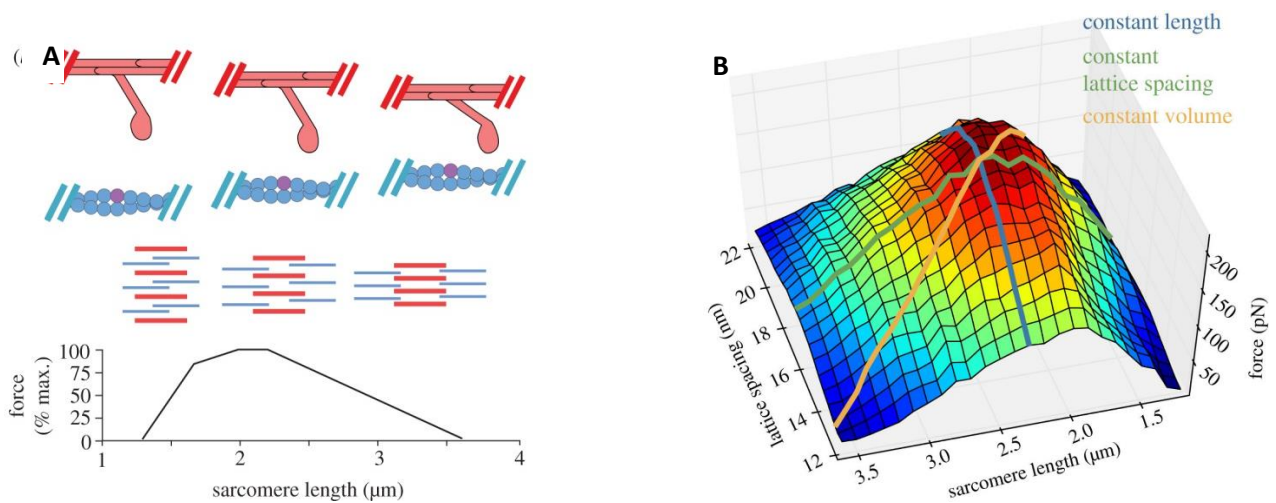 A
100
75
50
25
0
force
(% max.)
1
2
3
4
sarcomere length (μm)
B
constant length
constant
lattice spacing
constant volume
22
20
18
16
14
12
lattice spacing (nm)
3.5
3.0
2.5
2.0
1.5
sarcomere length (μm)
200
150
100
50
force (pN)